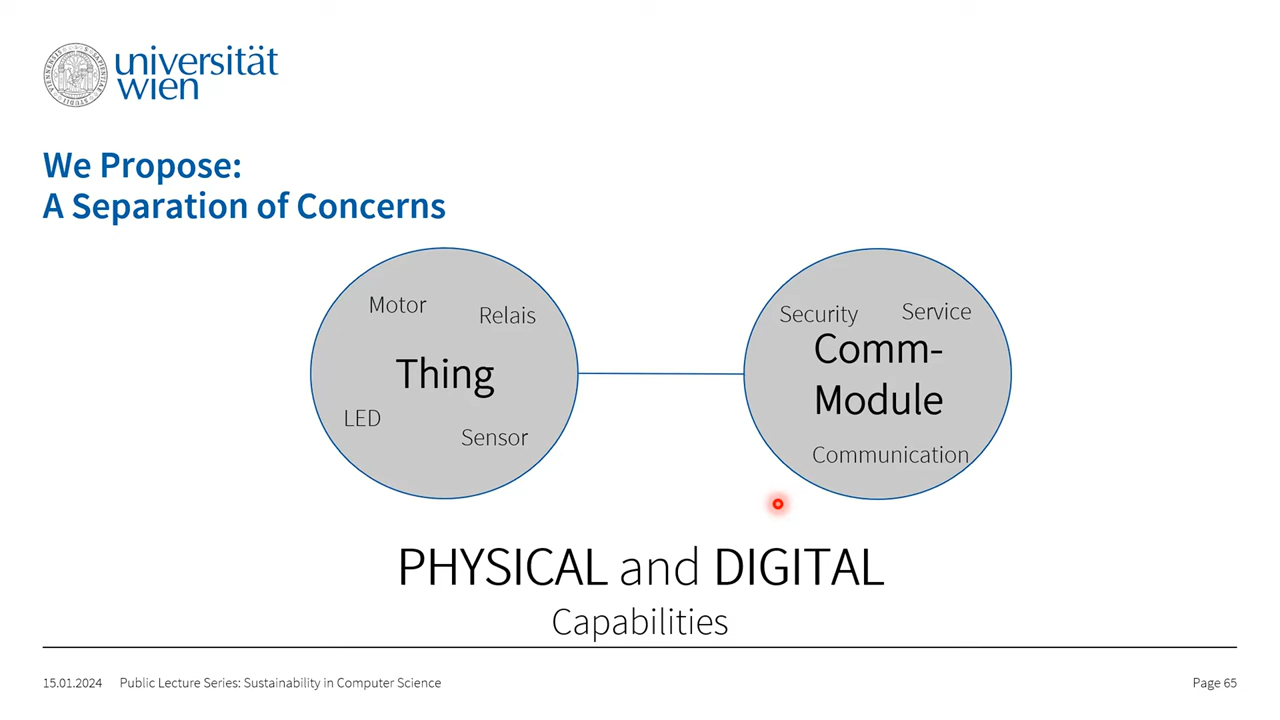 universität
wien
We Propose:
A Separation of Concerns
Motor
Relais
Thing
LED
Sensor
Security
Service
Comm-
Module
Communication
PHYSICAL and DIGITAL
Capabilities
15.01.2024 Public Lecture Series: Sustainability in Computer Science Page 65